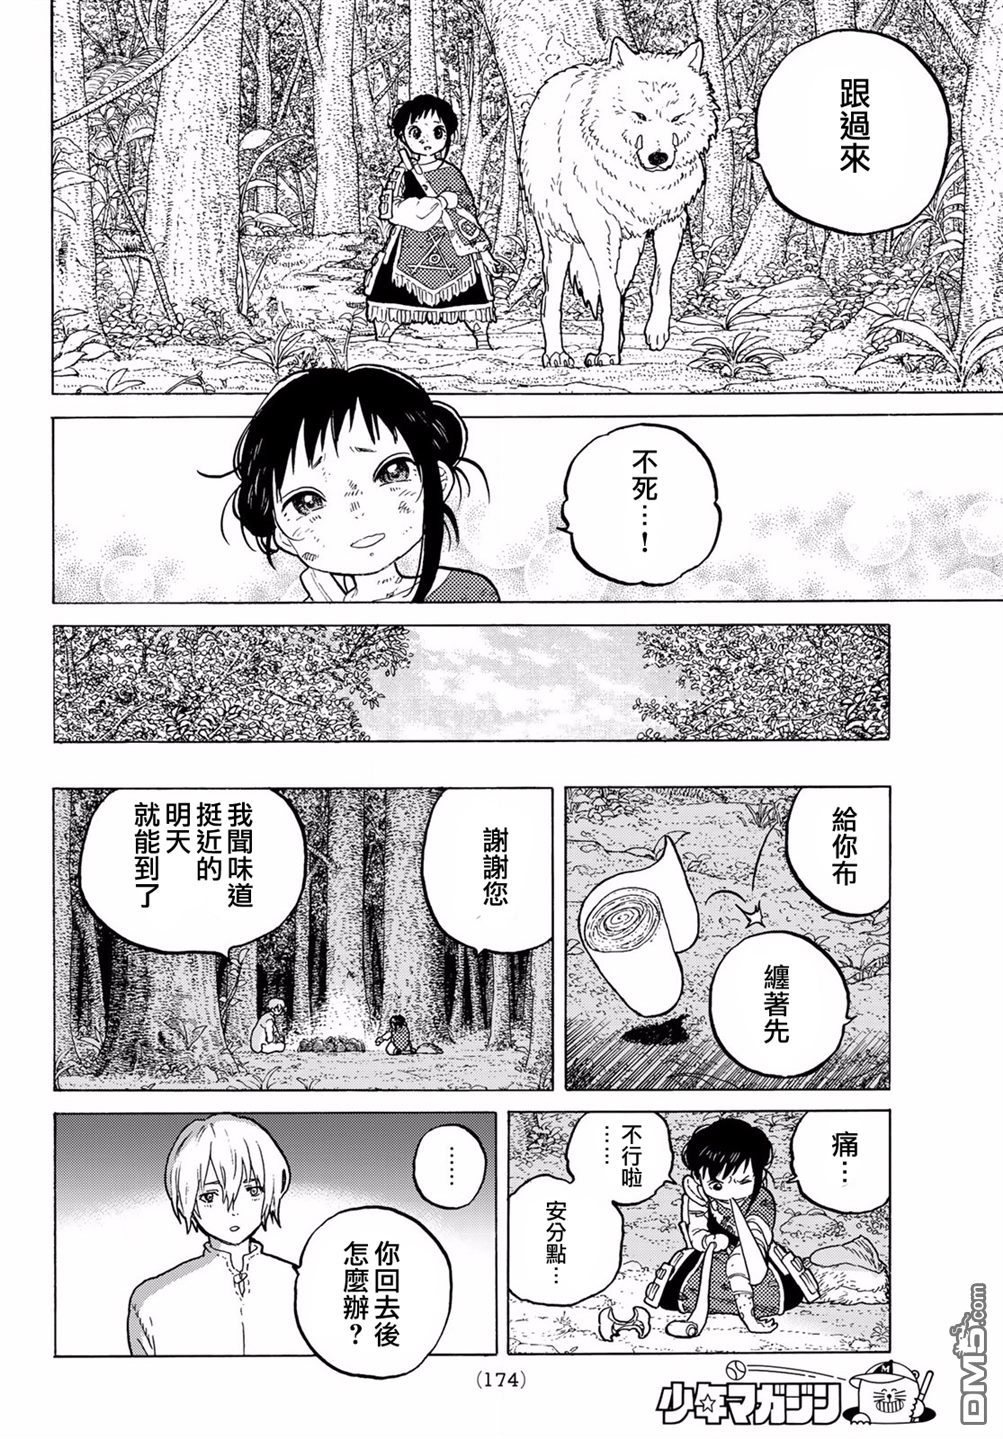 跟過來
不死…！
給你布
纏著先
謝謝您
我聞味道
挺近的
明天
就能到了
痛…
不行啦
……
安分點…
……
你回去後
怎麼辦？
(174)
少年マガジン
DM5.com